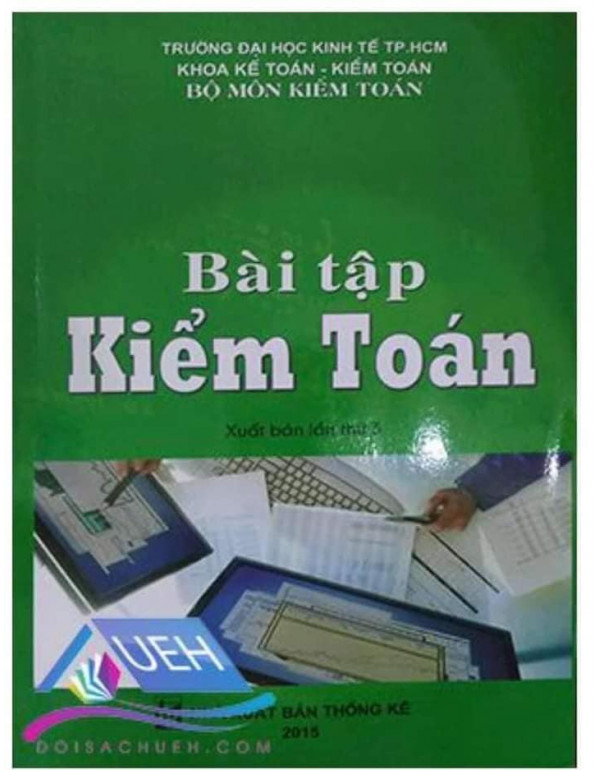 TRƯỜNG ĐẠI HỌC KINH TẾ TP.HCM
KHOA KẾ TOÁN - KIỂM TOÁN
BỘ MÔN KIỂM TOÁN
Bài tập
Kiểm Toán
Xuất bản lần thứ
UEH
XUẤT BẢN THỐNG KÊ
2015
DOISACHUEH.COM